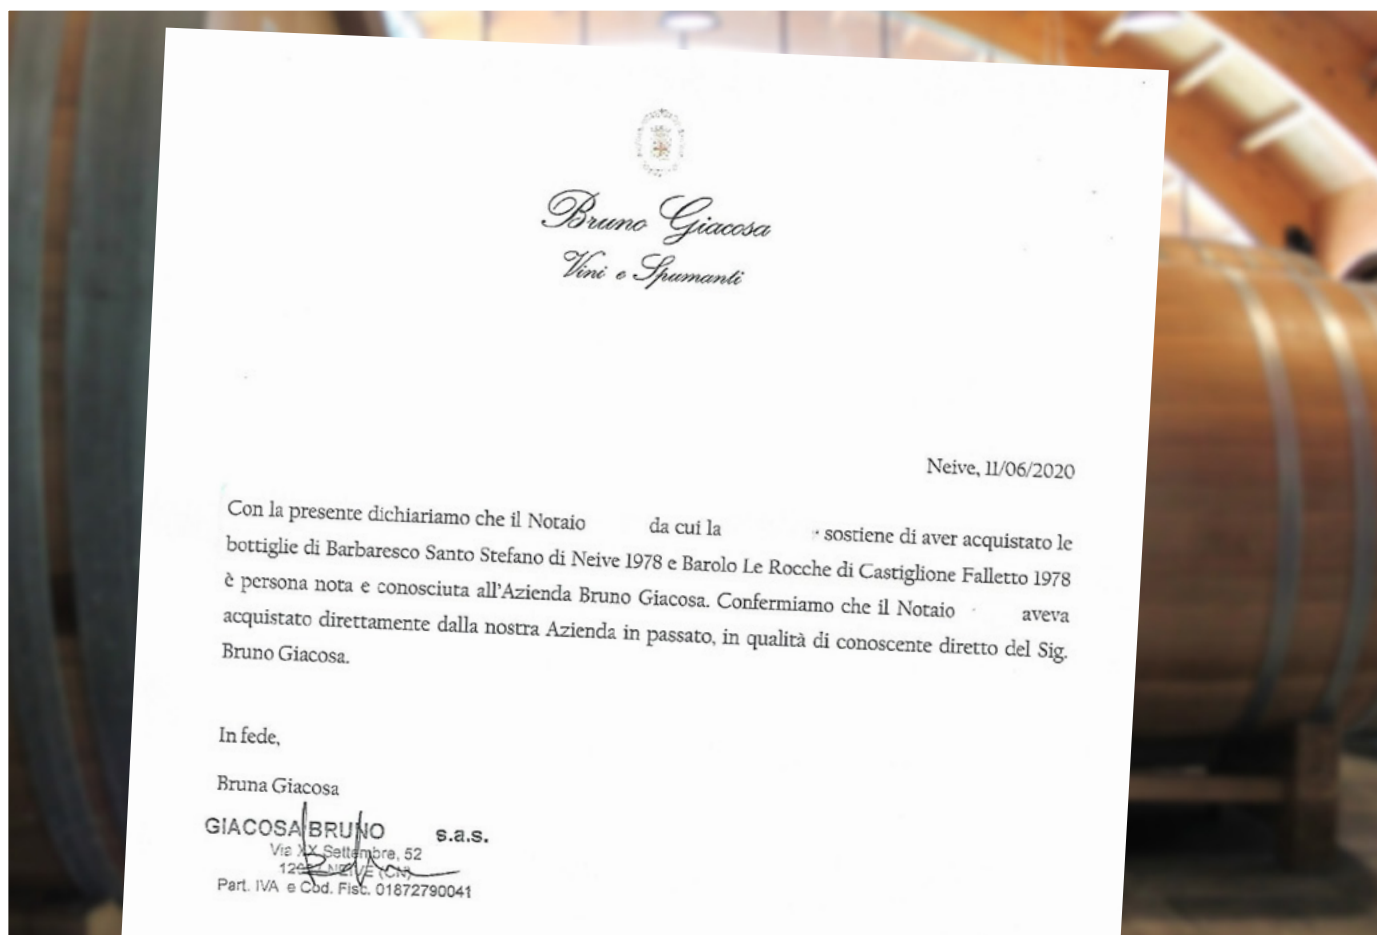 Bruno Giacosa
Vini e Spumanti
Neive, 11/06/2020
Con la presente dichiariamo che il Notaio da cui la sostiene di aver acquistato le
bottiglie di Barbaresco Santo Stefano di Neive 1978 e Barolo Le Rocche di Castiglione Falletto 1978
è persona nota e conosciuta all'Azienda Bruno Giacosa. Confermiamo che il Notaio aveva
acquistato direttamente dalla nostra Azienda in passato, in qualità di conoscente diretto del Sig.
Bruno Giacosa.
In fede,
Bruna Giacosa
GIACOSA BRUNO s.a.s.
Via XX Settembre, 52
NEIVE (CN)
Part. IVA e Cod. Fisc. 01872790041